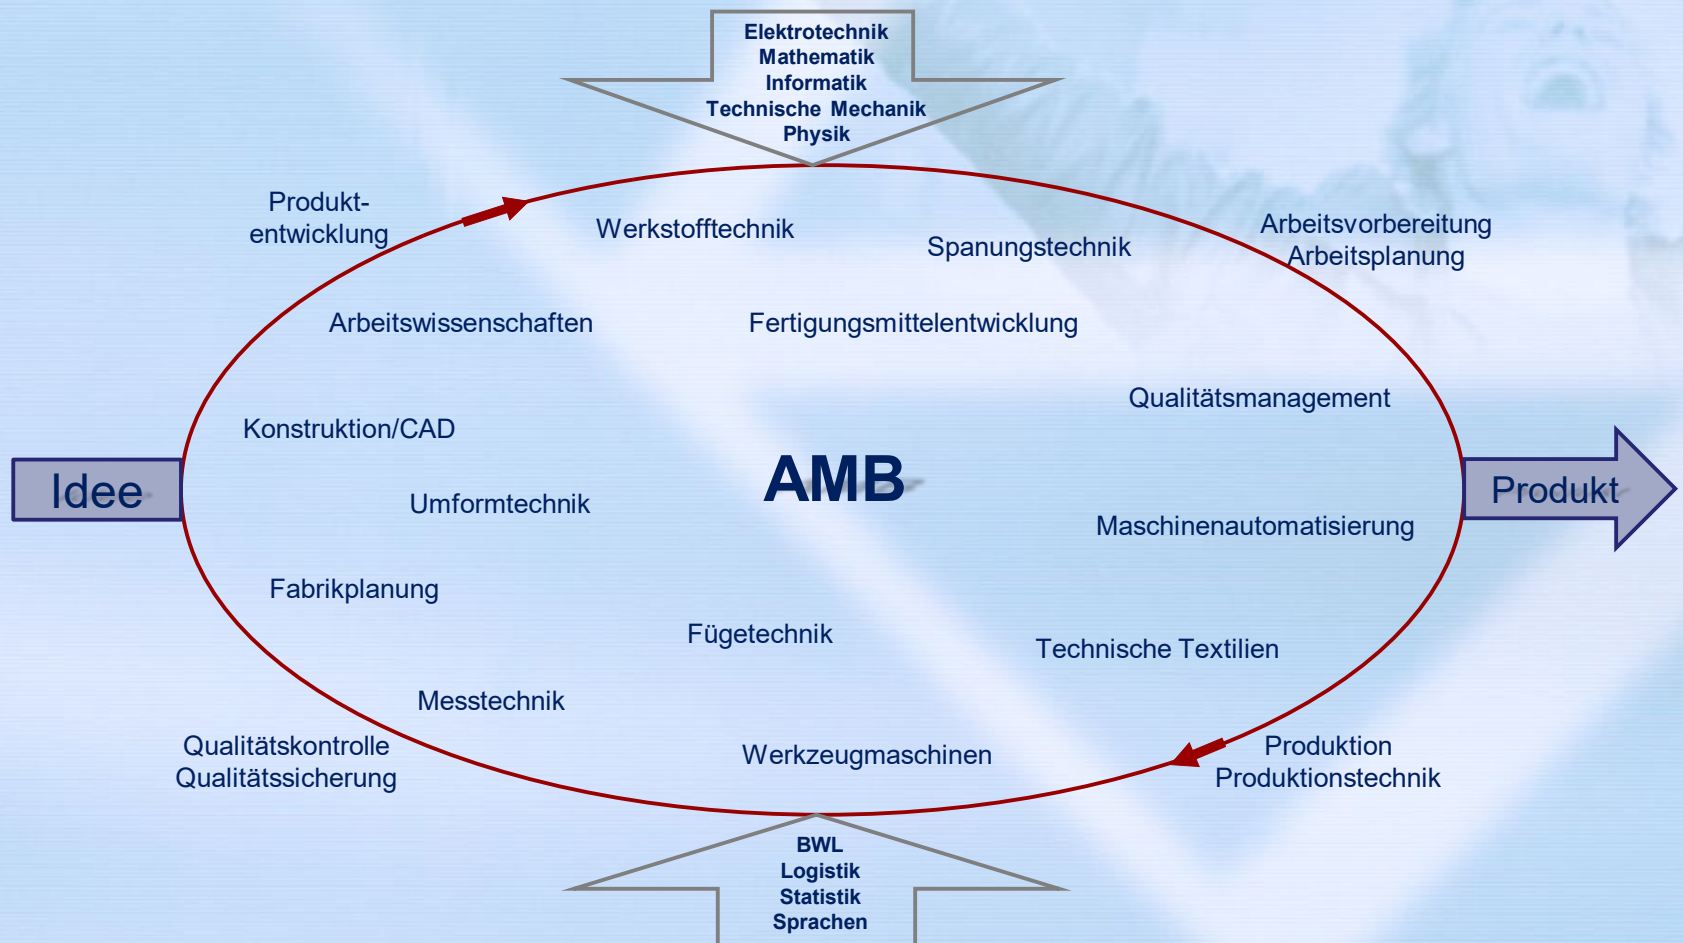 Elektrotechnik
Mathematik
Informatik
Technische Mechanik
Physik
Produkt-
entwicklung
Werkstofftechnik
Spanungstechnik
Arbeitsvorbereitung
Arbeitsplanung
Arbeitswissenschaften
Fertigungsmittelentwicklung
Qualitätsmanagement
Konstruktion/CAD
Idee
AMB
Produkt
Umformtechnik
Maschinenautomatisierung
Fabrikplanung
Fügetechnik
Technische Textilien
Messtechnik
Qualitätskontrolle
Qualitätssicherung
Werkzeugmaschinen
Produktion
Produktionstechnik
BWL
Logistik
Statistik
Sprachen